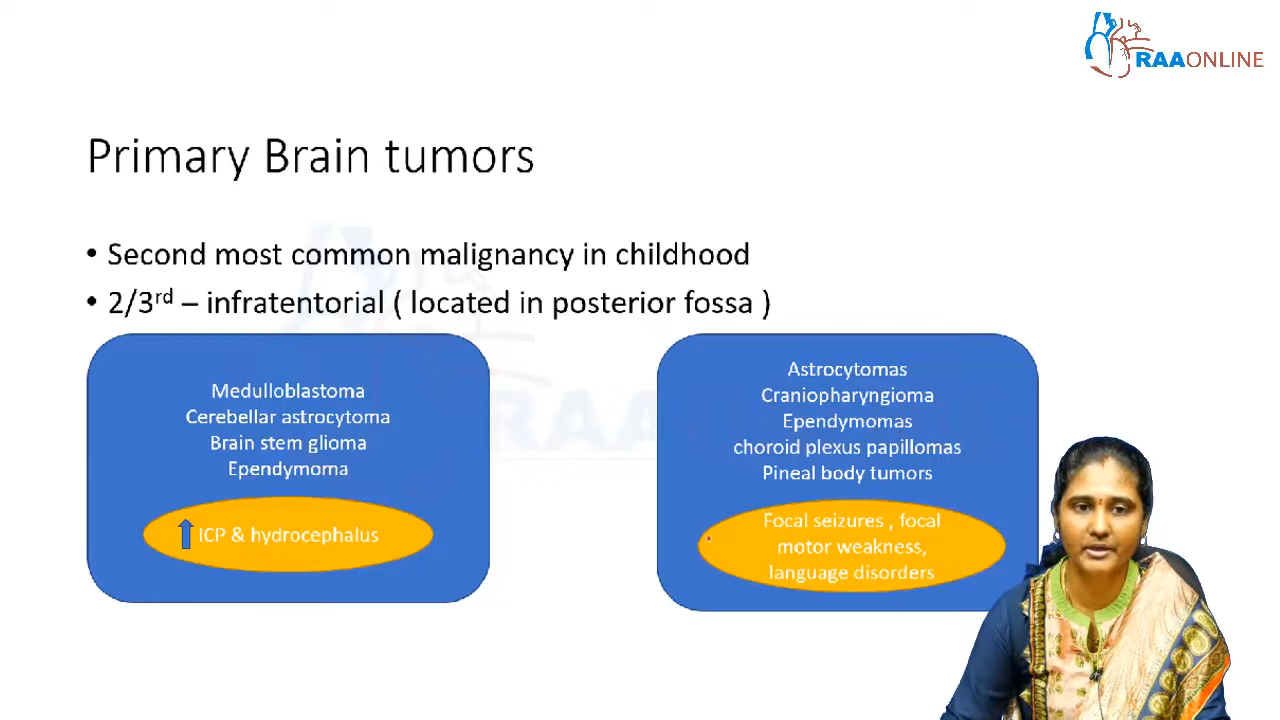 RAAONLINE
Primary Brain tumors
• Second most common malignancy in childhood
• 2/3rd – infratentorial ( located in posterior fossa )
Medulloblastoma
Cerebellar astrocytoma
Brain stem glioma
Ependymoma
ICP & hydrocephalus
Astrocytomas
Craniopharyngioma
Ependymomas
choroid plexus papillomas
Pineal body tumors
Focal seizures , focal
motor weakness,
language disorders